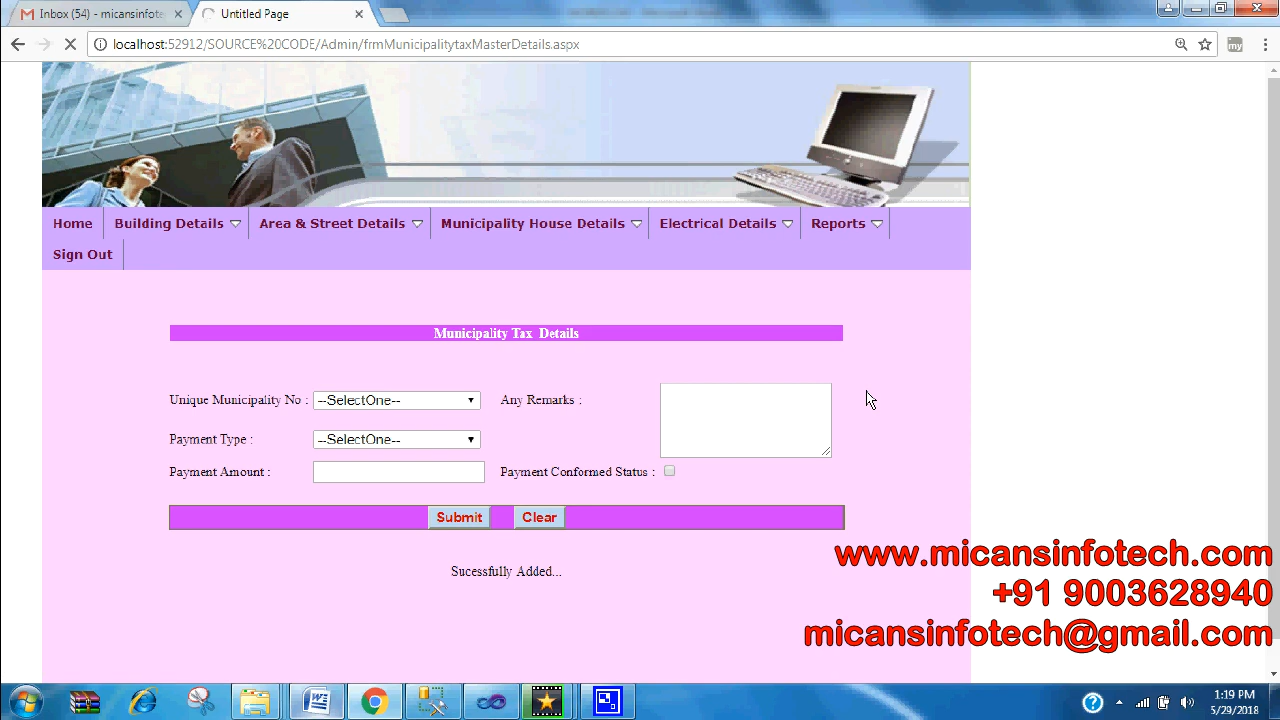 Inbox (54) - micansinfote
Untitled Page
localhost:52912/SOURCE%20CODE/Admin/frmMunicipalitytaxMasterDetails.aspx
my
Home
Building Details
Area & Street Details
Municipality House Details
Electrical Details
Reports
Sign Out
Municipality Tax Details
Unique Municipality No :
--SelectOne--
Any Remarks :
Payment Type :
--SelectOne--
Payment Amount :
Payment Conformed Status :
Submit
Clear
Sucessfully Added...
www.micansinfotech.com
+91 9003628940
micansinfotech@gmail.com
1:19 PM
5/29/2018